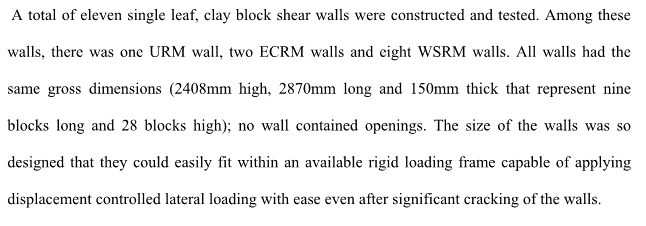 A total of eleven single leaf, clay block shear walls were constructed and tested. Among these
walls, there was one URM wall, two ECRM walls and eight WSRM walls. All walls had the
same gross dimensions (2408mm high, 2870mm long and 150mm thick that represent nine
blocks long and 28 blocks high); no wall contained openings. The size of the walls was so
designed that they could easily fit within an available rigid loading frame capable of applying
displacement controlled lateral loading with ease even after significant cracking of the walls.